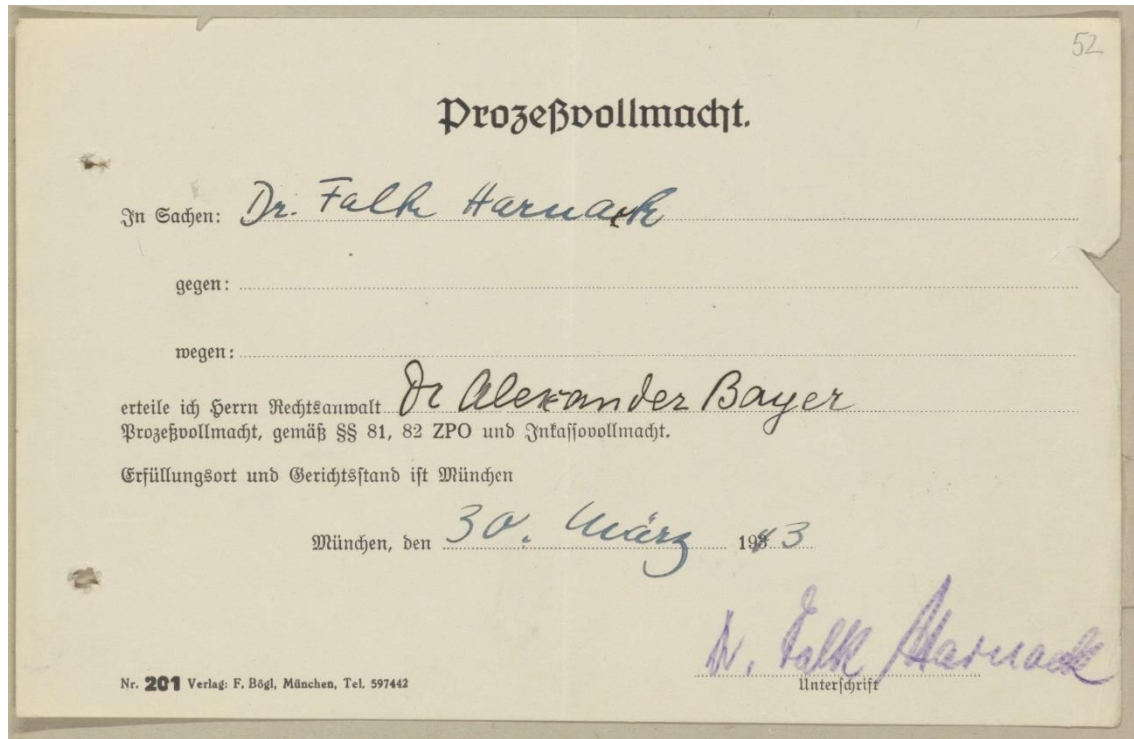 52
Prozeßvollmacht.
In Sachen: Dr. Falk Harnack
gegen:
wegen:
erteile ich Herrn Rechtsanwalt Dr Alexander Bayer
Prozeßvollmacht, gemäß §§ 81, 82 ZPO und Inkassovollmacht.
Erfüllungsort und Gerichtsstand ist München
München, den 30. März 1943
Dr. Falk Harnack
Unterschrift
Nr. 201 Verlag: F. Bögl, München, Tel. 597442